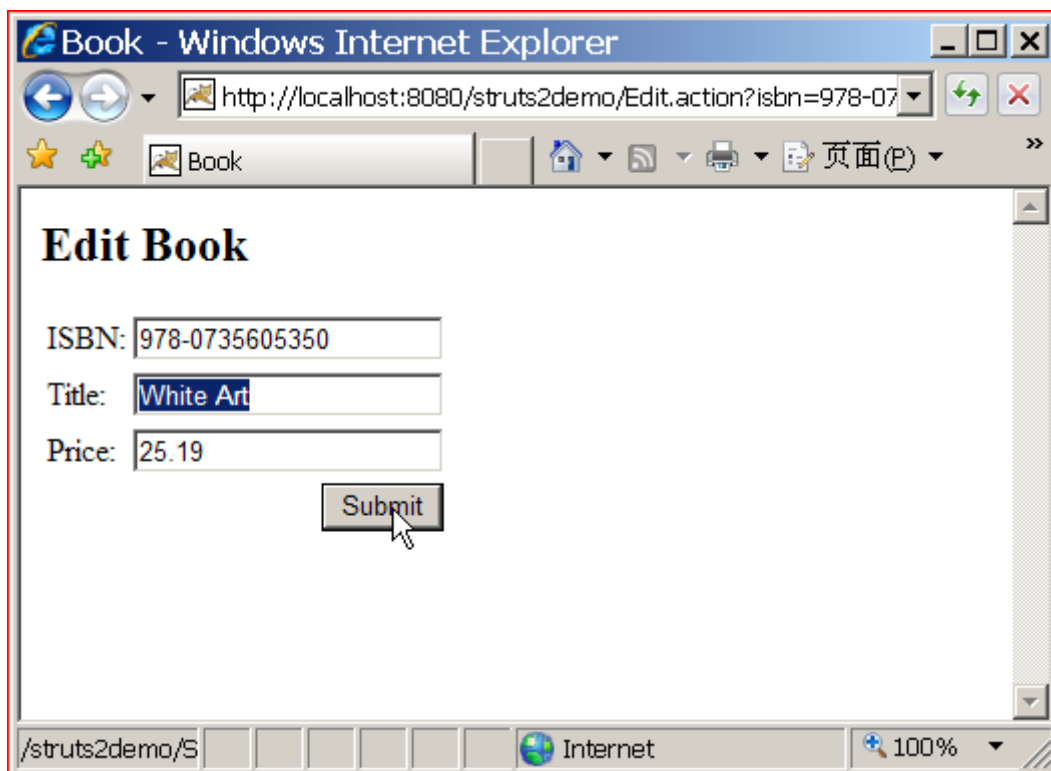 Book - Windows Internet Explorer
http://localhost:8080/struts2demo/Edit.action?isbn=978-07
Book
页面(P)
»
Edit Book
ISBN: 978-0735605350
Title: White Art
Price: 25.19
Submit
/struts2demo/S
Internet
100%